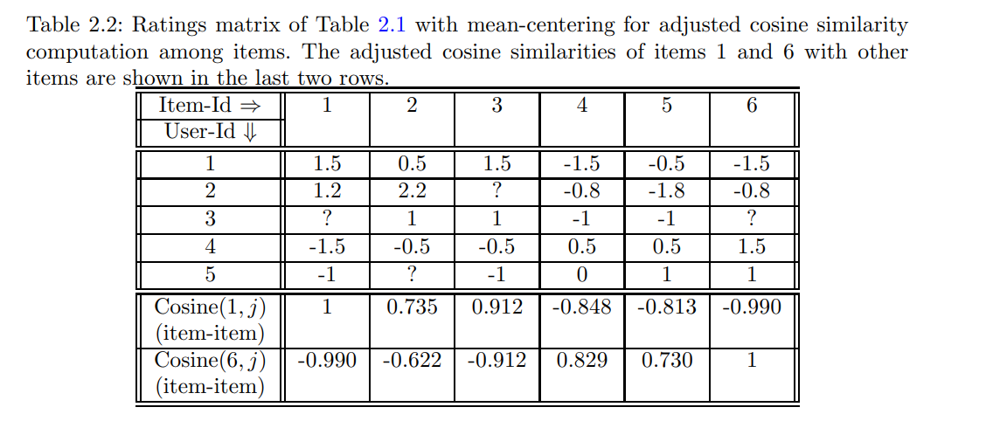 Table 2.2: Ratings matrix of Table 2.1 with mean-centering for adjusted cosine similarity
computation among items. The adjusted cosine similarities of items 1 and 6 with other
items are shown in the last two rows.
Item-Id ⇒ 1 2 3 4 5 6
User-Id ⇓
1 1.5 0.5 1.5 -1.5 -0.5 -1.5
2 1.2 2.2 ? -0.8 -1.8 -0.8
3 ? 1 1 -1 -1 ?
4 -1.5 -0.5 -0.5 0.5 0.5 1.5
5 -1 ? -1 0 1 1
Cosine(1, j) 1 0.735 0.912 -0.848 -0.813 -0.990
(item-item)
Cosine(6, j) -0.990 -0.622 -0.912 0.829 0.730 1
(item-item)